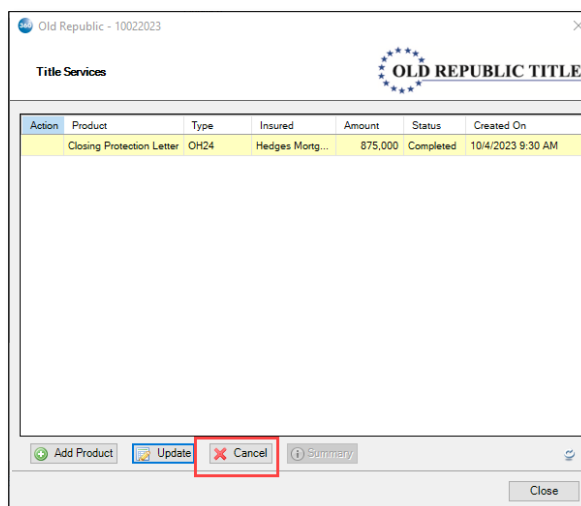 360 Old Republic - 10022023
Title Services
OLD REPUBLIC TITLE
Action Product Type Insured Amount Status Created On
Closing Protection Letter OH24 Hedges Mortg... 875,000 Completed 10/4/2023 9:30 AM
Add Product Update Cancel Summary
Close